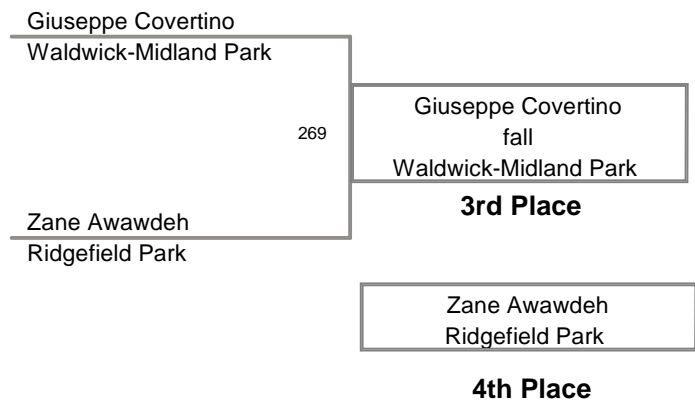 Giuseppe Covertino
Waldwick-Midland Park
269
Giuseppe Covertino
fall
Waldwick-Midland Park
3rd Place
Zane Awawdeh
Ridgefield Park
Zane Awawdeh
Ridgefield Park
4th Place